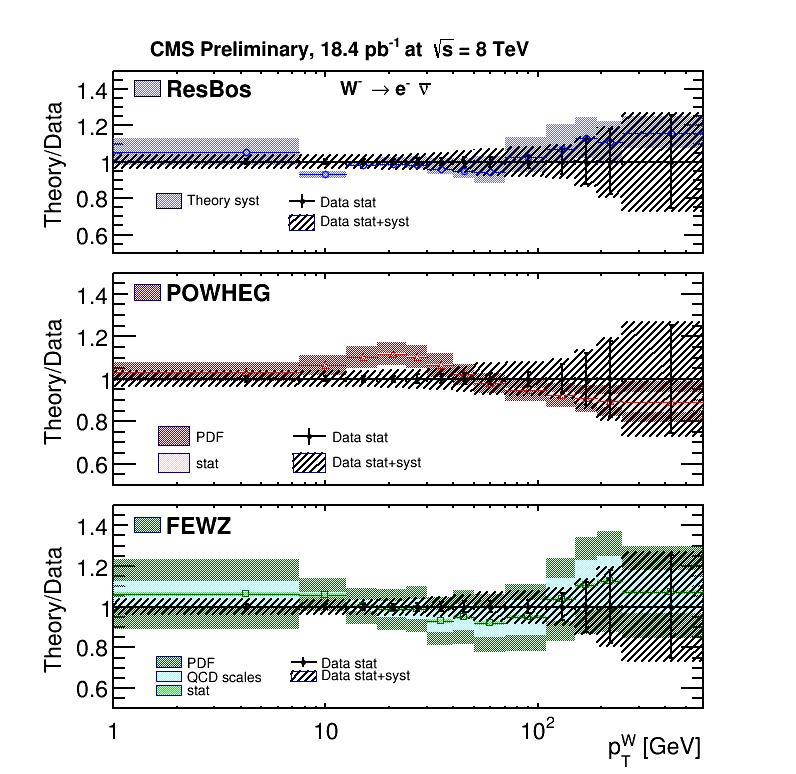 CMS Preliminary, 18.4 pb⁻¹ at √s = 8 TeV
Theory/Data
1.4
1.2
1
0.8
0.6
ResBos
W⁻ → e⁻ ν̅
Theory syst
Data stat
Data stat+syst
Theory/Data
1.4
1.2
1
0.8
0.6
POWHEG
PDF
Data stat
stat
Data stat+syst
Theory/Data
1.4
1.2
1
0.8
0.6
FEWZ
PDF
Data stat
QCD scales
Data stat+syst
stat
1
10
10²
p_T^W [GeV]